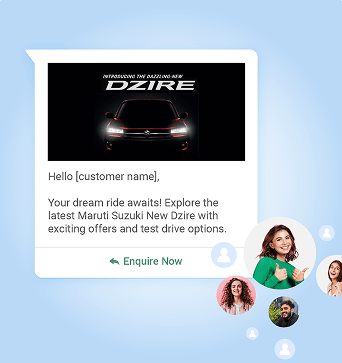 INTRODUCING THE DAZZLING NEW
DZIRE
Hello [customer name],
Your dream ride awaits! Explore the
latest Maruti Suzuki New Dzire with
exciting offers and test drive options.
Enquire Now